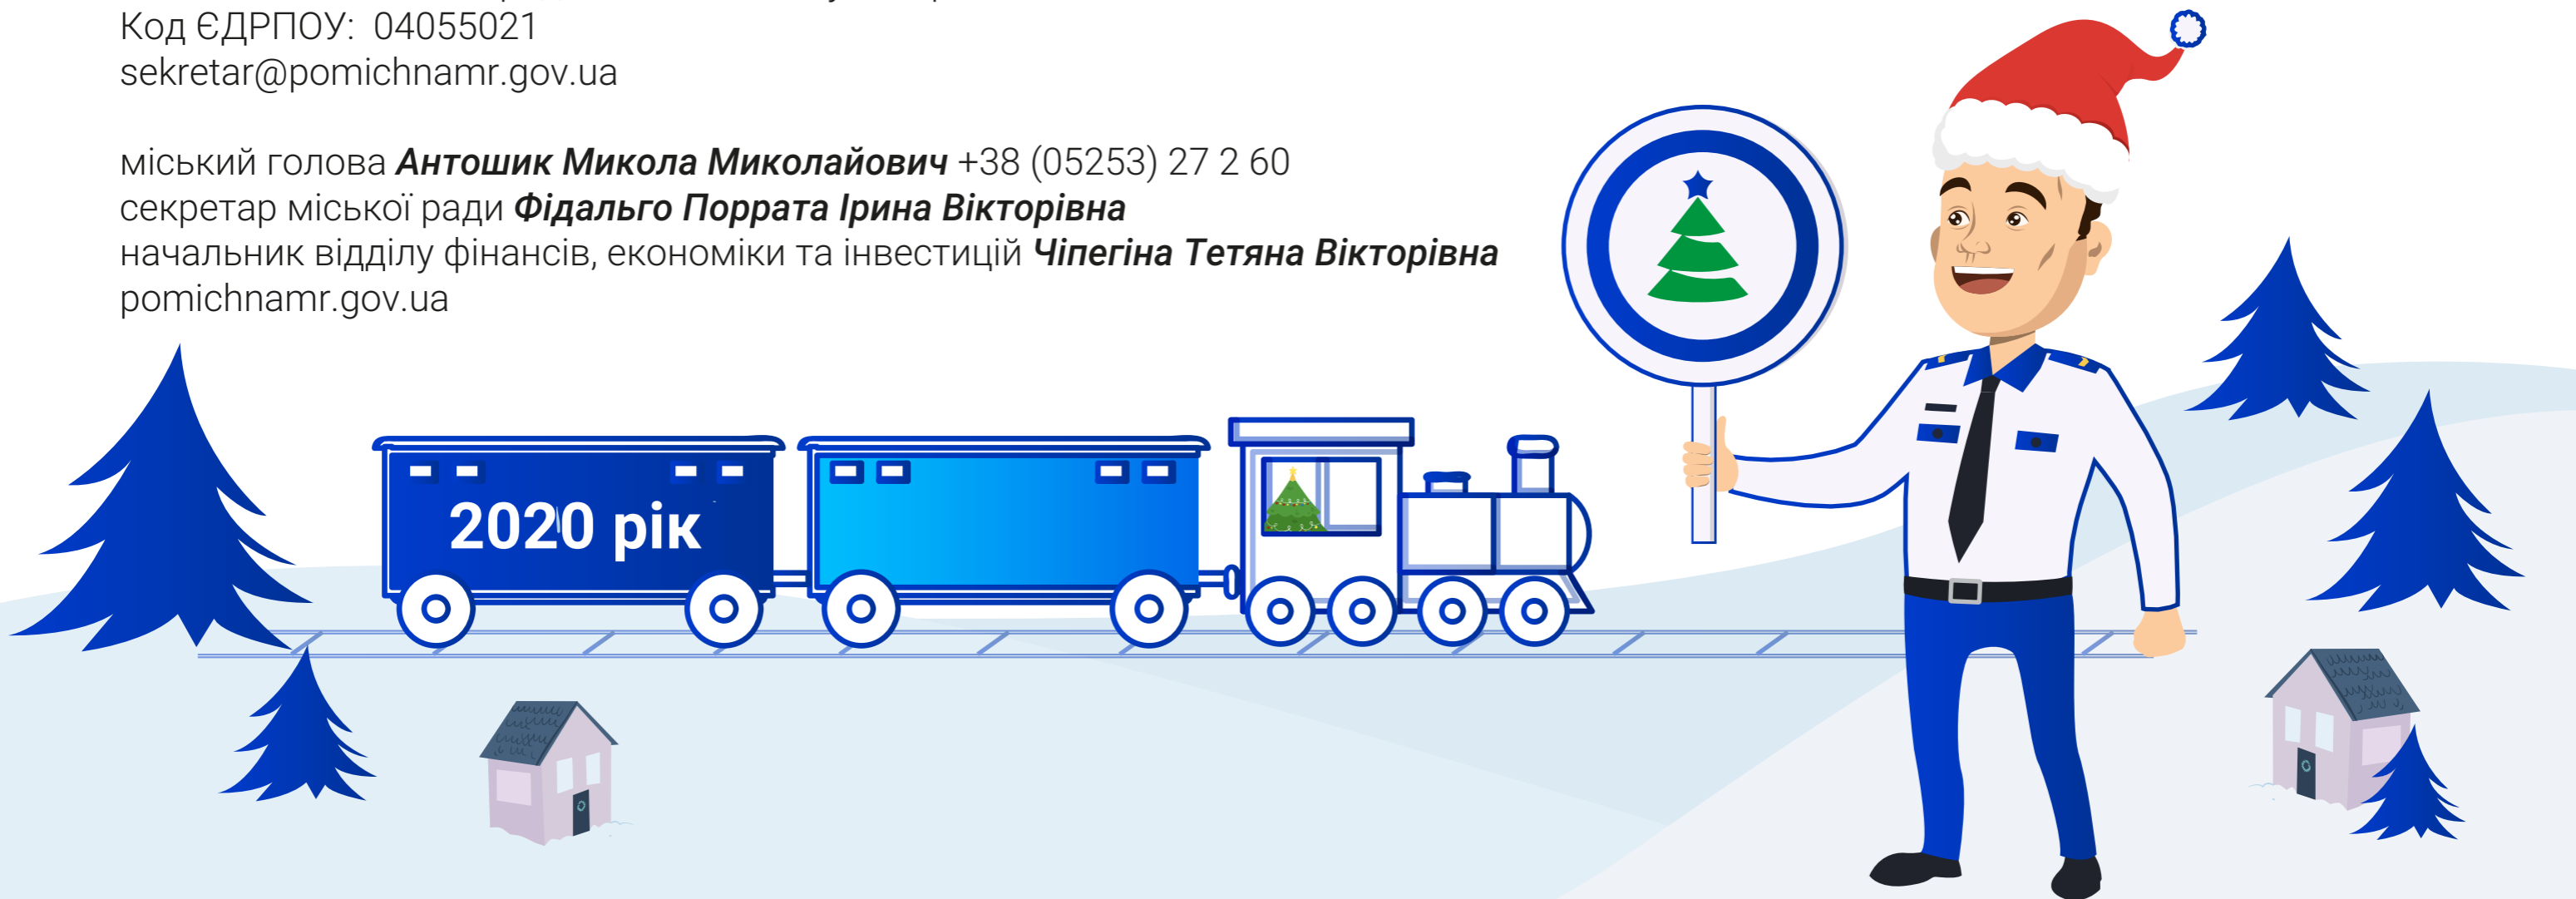 Код ЄДРПОУ: 04055021
sekretar@pomichnamr.gov.ua
міський голова Антошик Микола Миколайович +38 (05253) 27 2 60
секретар міської ради Фідальго Поррата Ірина Вікторівна
начальник відділу фінансів, економіки та інвестицій Чіпегіна Тетяна Вікторівна
pomichnamr.gov.ua
2020 рік